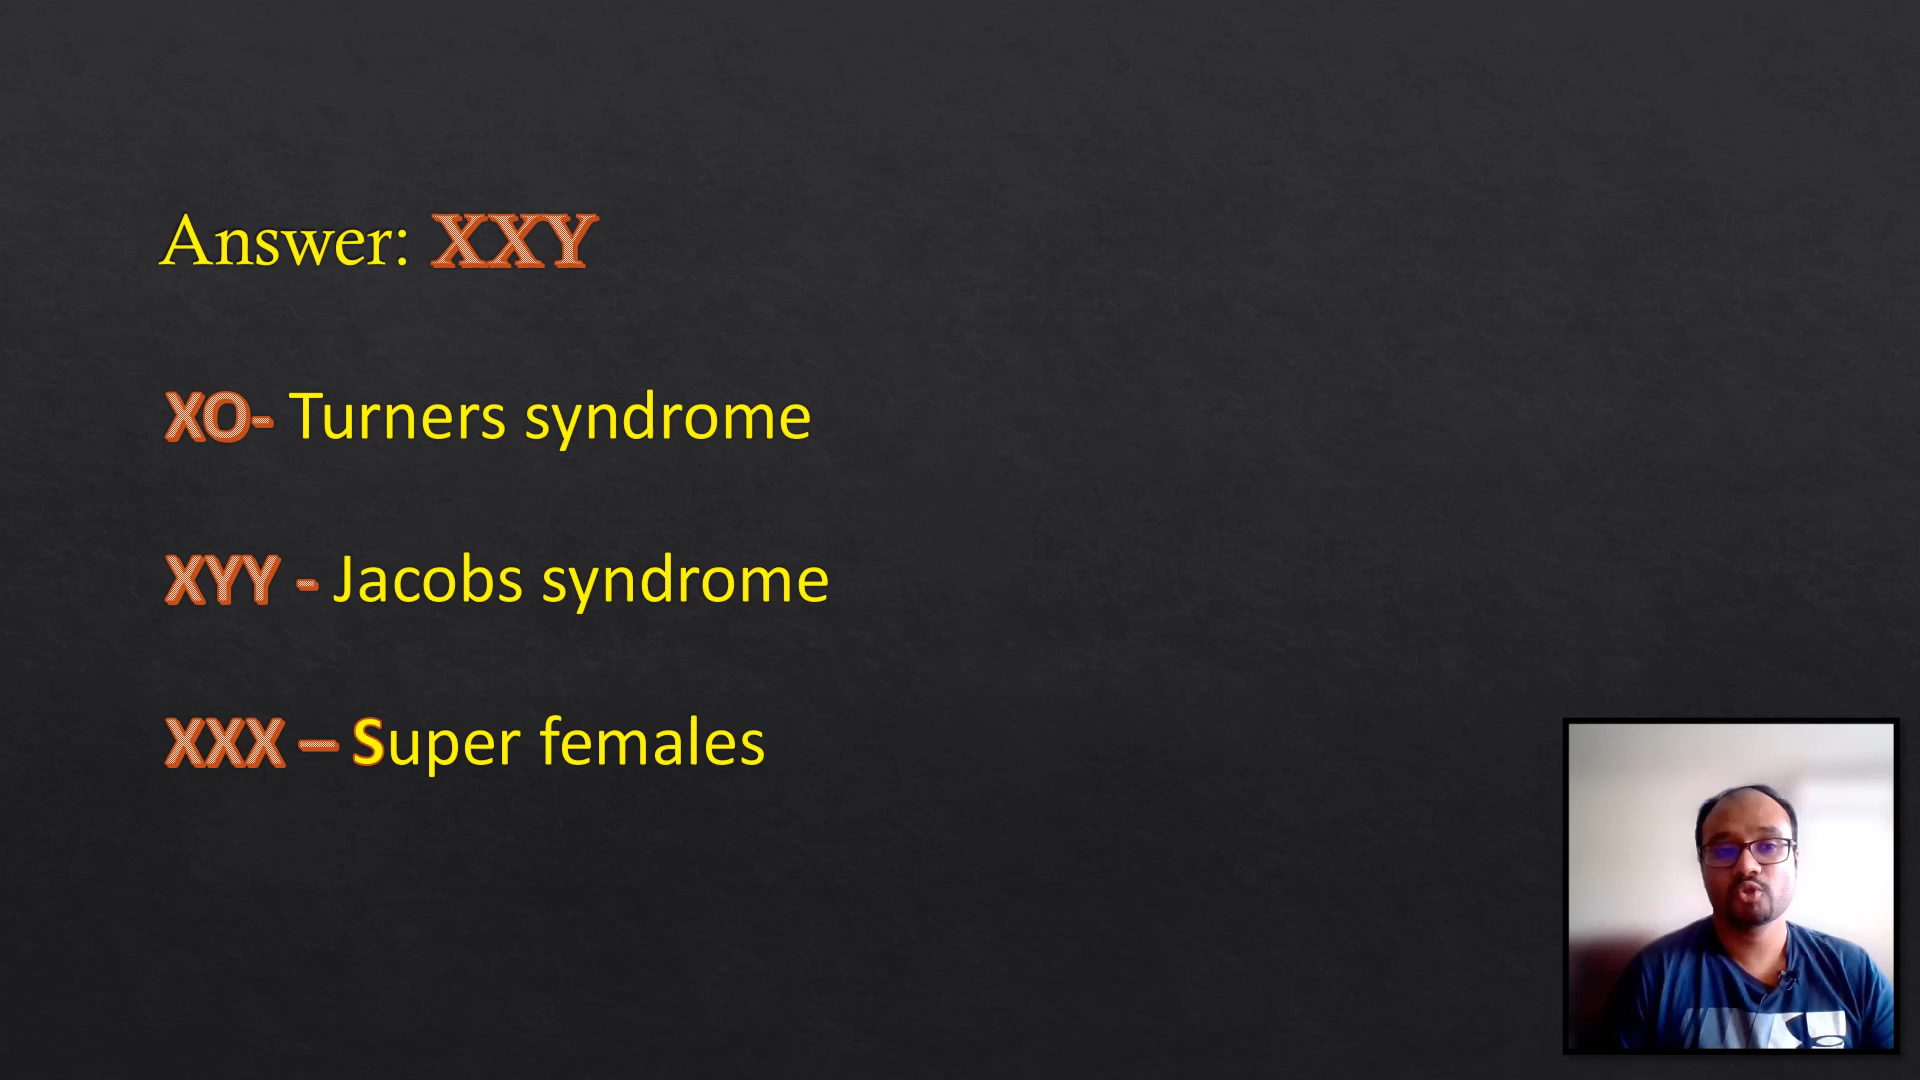 Answer: XXY
XO- Turners syndrome
XYY - Jacobs syndrome
XXX – Super females